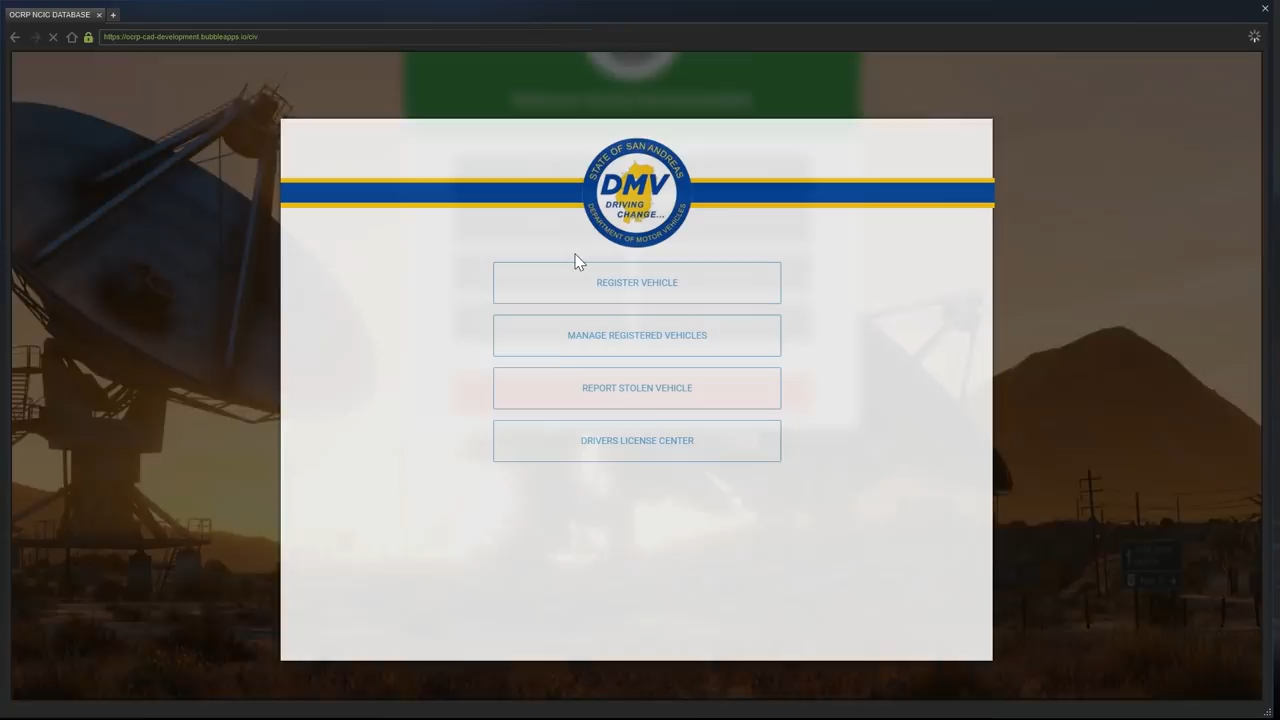 OCRP NCIC DATABASE
https://ocrp-cad-development.bubbleapps.io/civ
STATE OF SAN ANDREAS
DMV
DRIVING
CHANGE...
DEPARTMENT OF MOTOR VEHICLES
REGISTER VEHICLE
MANAGE REGISTERED VEHICLES
REPORT STOLEN VEHICLE
DRIVERS LICENSE CENTER